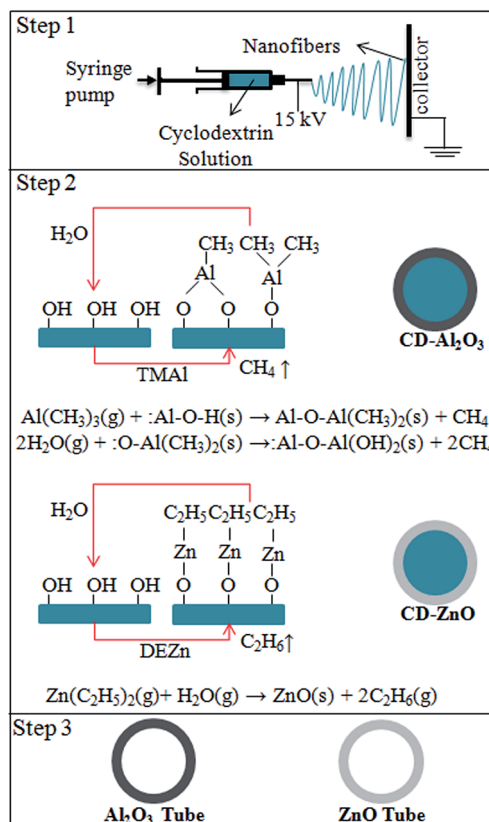 Step 1
Nanofibers
Syringe
pump
Cyclodextrin
Solution
15 kV
collector
Step 2
H₂O
CH₃ CH₃ CH₃
Al Al
OH OH OH O O O
TMAl
CH₄ ↑
CD-Al₂O₃
Al(CH₃)₃(g) + :Al-O-H(s) → Al-O-Al(CH₃)₂(s) + CH₄
2H₂O(g) + :O-Al(CH₃)₂(s) →:Al-O-Al(OH)₂(s) + 2CH₄
H₂O
C₂H₅C₂H₅C₂H₅
Zn Zn Zn
OH OH OH O O O
DEZn
C₂H₆↑
CD-ZnO
Zn(C₂H₅)₂(g)+ H₂O(g) → ZnO(s) + 2C₂H₆(g)
Step 3
Al₂O₃ Tube
ZnO Tube